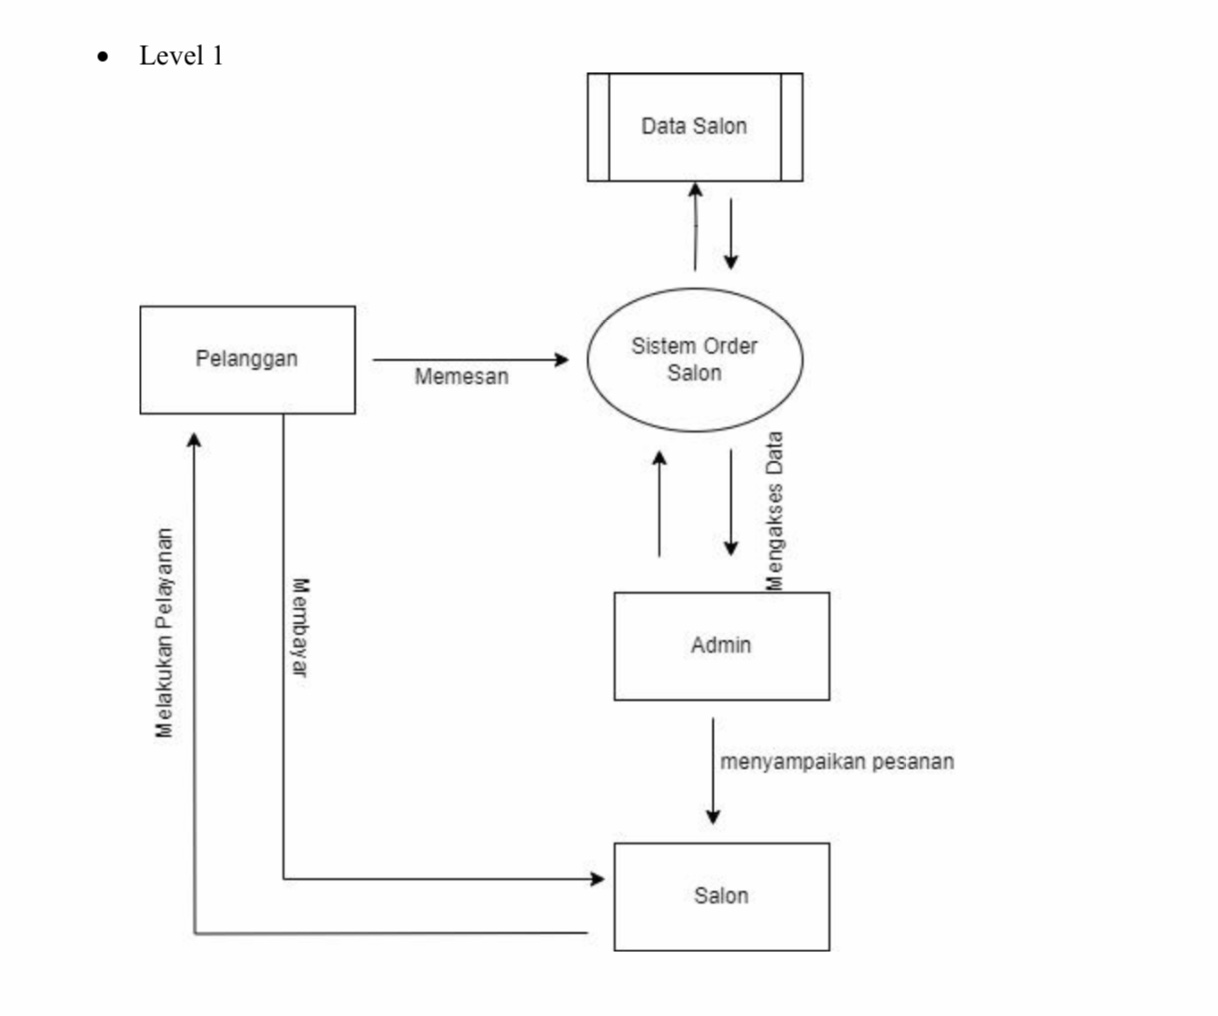 • Level 1
Data Salon
Pelanggan
Memesan
Sistem Order
Salon
Mengakses Data
Melakukan Pelayanan
Membayar
Admin
menyampaikan pesanan
Salon